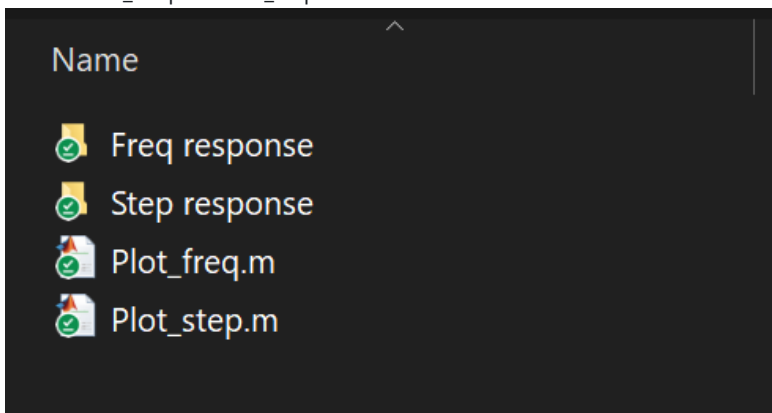 Name
Freq response
Step response
Plot_freq.m
Plot_step.m